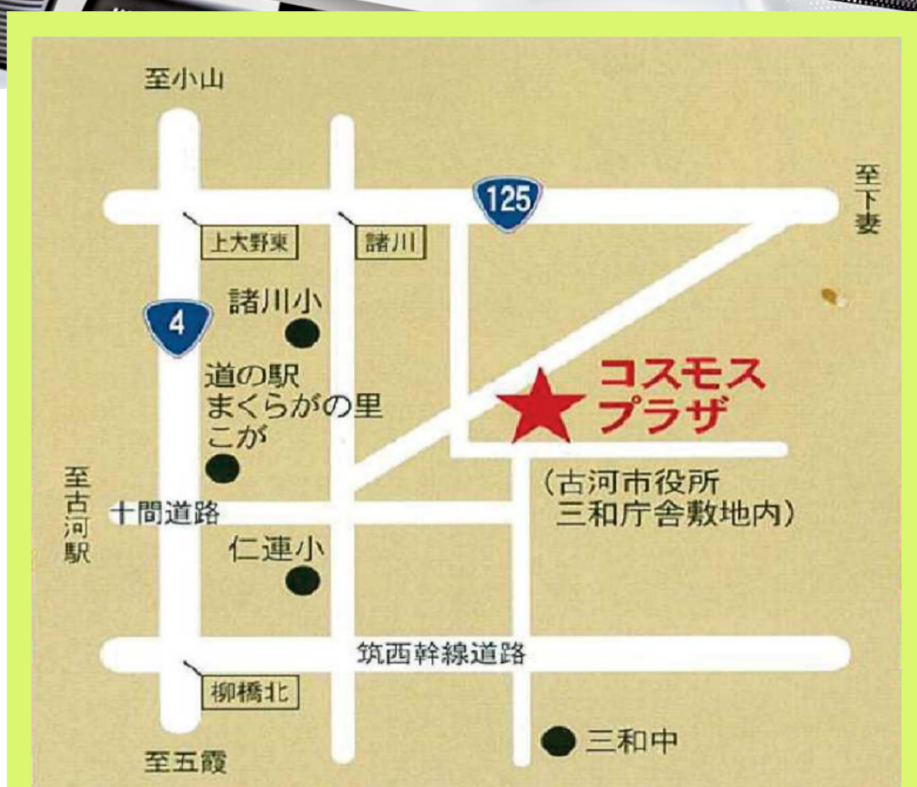 至小山
125
至下妻
上大野東
諸川
4
諸川小
道の駅
まくらがの里
こが
コスモス
プラザ
(古河市役所
三和庁舎敷地内)
至古河駅
十間道路
仁連小
筑西幹線道路
柳橋北
三和中
至五霞